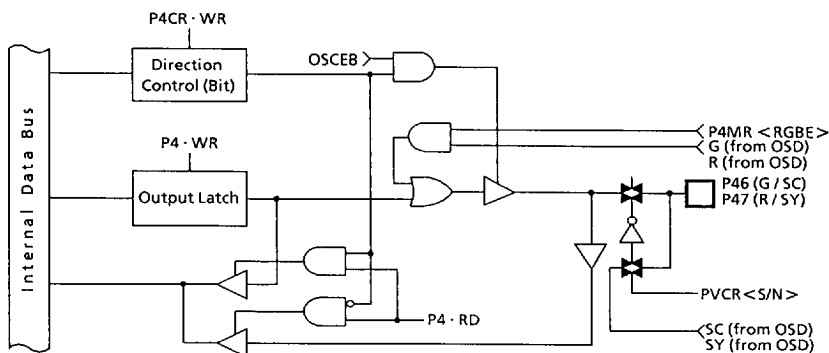 P4CR · WR
Direction
Control (Bit)
OSCEB
P4MR <RGBE>
G (from OSD)
R (from OSD)
P4 · WR
Output Latch
P46 (G / SC)
P47 (R / SY)
Internal Data Bus
P4 · RD
PVCR<S/N>
SC (from OSD)
SY (from OSD)